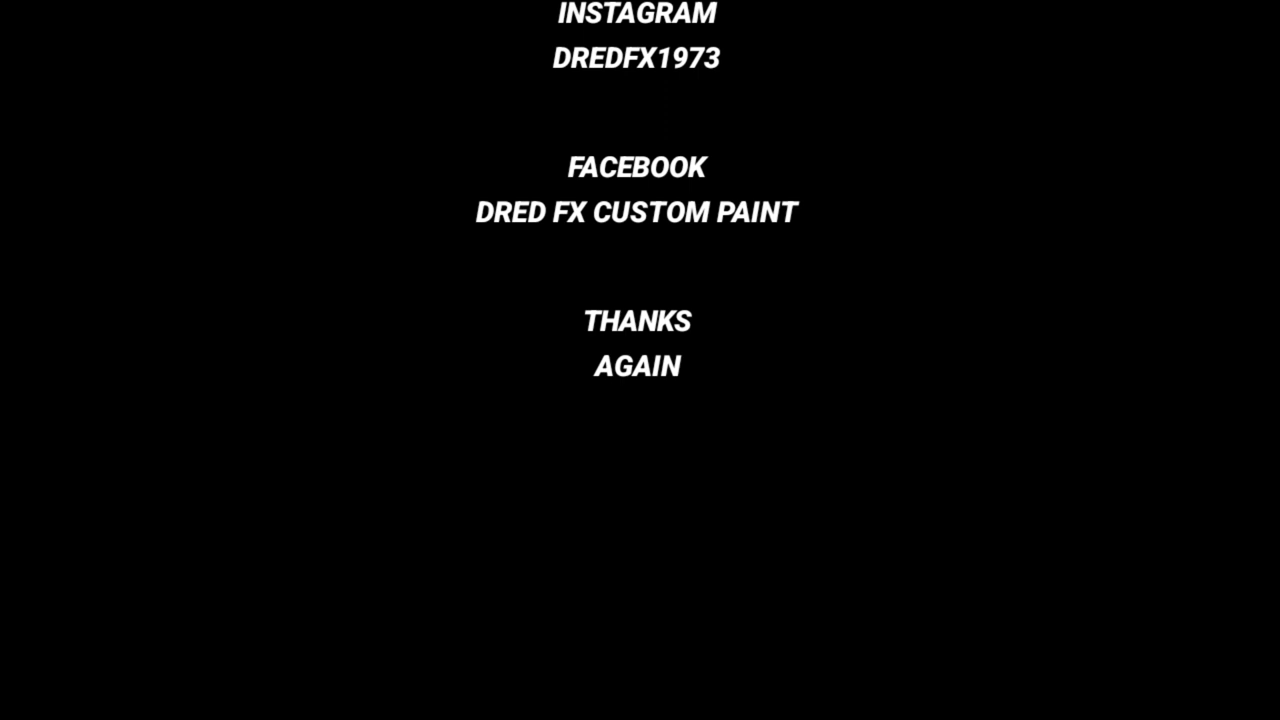 INSTAGRAM
DREDFX1973
FACEBOOK
DRED FX CUSTOM PAINT
THANKS
AGAIN